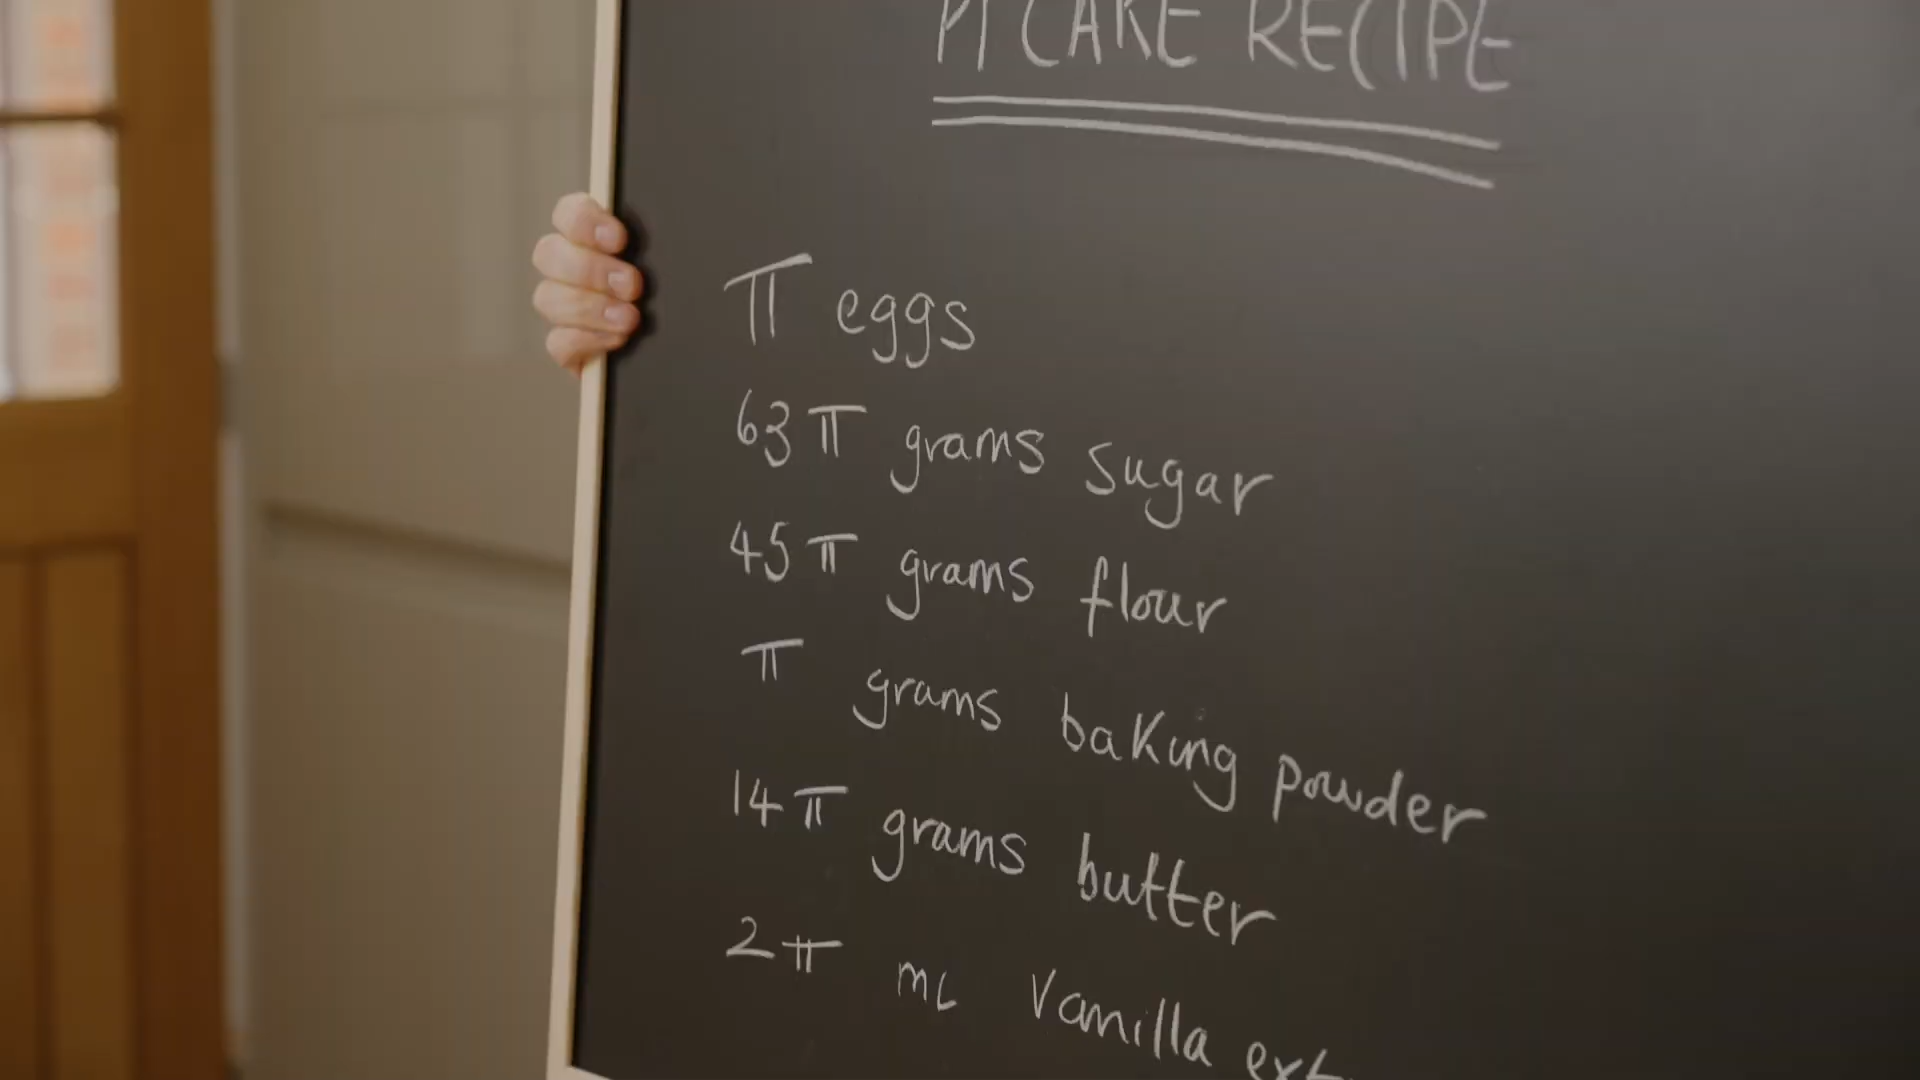 PI CAKE RECIPE
π eggs
63π grams sugar
45π grams flour
π grams baking powder
14π grams butter
2π mL Vanilla